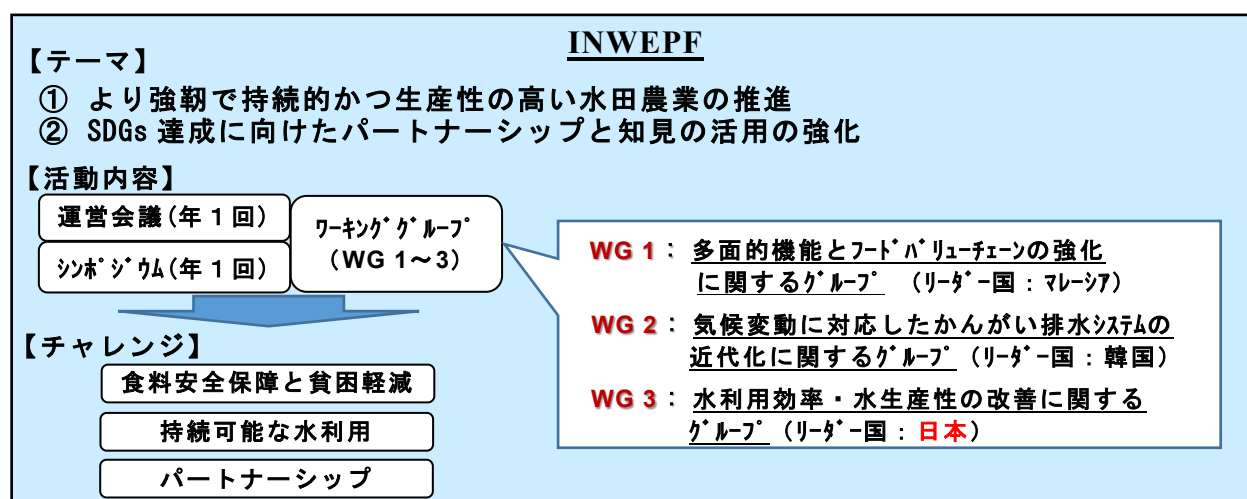 INWEPF
【テーマ】
① より強靭で持続的かつ生産性の高い水田農業の推進
② SDGs 達成に向けたパートナーシップと知見の活用の強化
【活動内容】
運営会議(年1回)
ｼﾝﾎﾟｼﾞｳﾑ(年1回)
ﾜｰｷﾝｸﾞｸﾞﾙｰﾌﾟ
(WG 1～3)
WG 1： 多面的機能とﾌｰﾄﾞﾊﾞﾘｭｰﾁｪｰﾝの強化
に関するｸﾞﾙｰﾌﾟ (ﾘｰﾀﾞｰ国：ﾏﾚｰｼｱ)
WG 2： 気候変動に対応したかんがい排水ｼｽﾃﾑの
近代化に関するｸﾞﾙｰﾌﾟ (ﾘｰﾀﾞｰ国：韓国)
WG 3： 水利用効率・水生産性の改善に関する
ｸﾞﾙｰﾌﾟ (ﾘｰﾀﾞｰ国：日本)
【チャレンジ】
食料安全保障と貧困軽減
持続可能な水利用
パートナーシップ